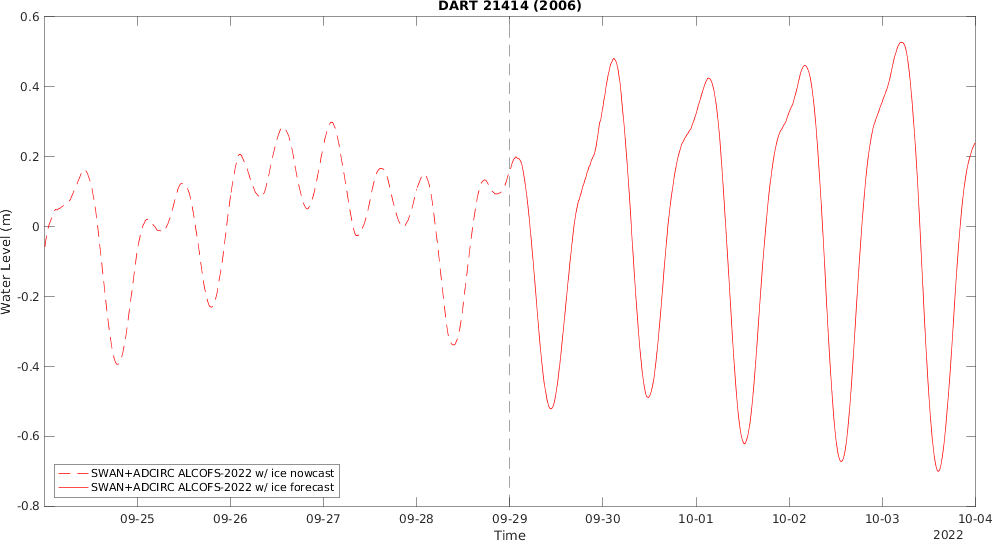 DART 21414 (2006)
0.6
0.4
0.2
0
-0.2
-0.4
-0.6
-0.8
Water Level (m)
SWAN+ADCIRC ALCOFS-2022 w/ ice nowcast
SWAN+ADCIRC ALCOFS-2022 w/ ice forecast
09-25 09-26 09-27 09-28 09-29 09-30 10-01 10-02 10-03 10-04
Time
2022